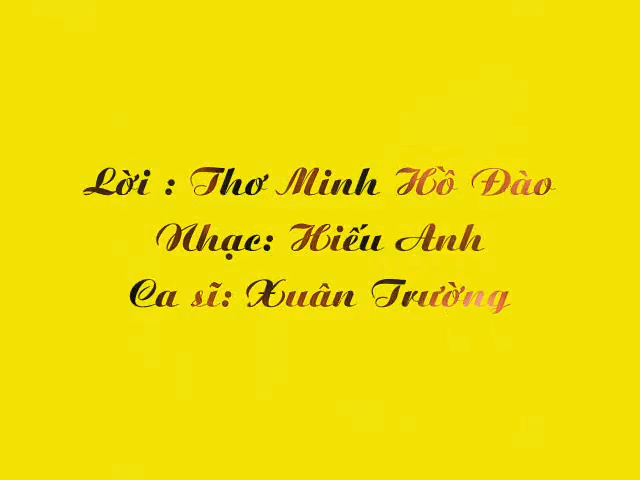 Lời : Thơ Minh Hồ Đào
Nhạc: Hiếu Anh
Ca sĩ: Xuân Trường